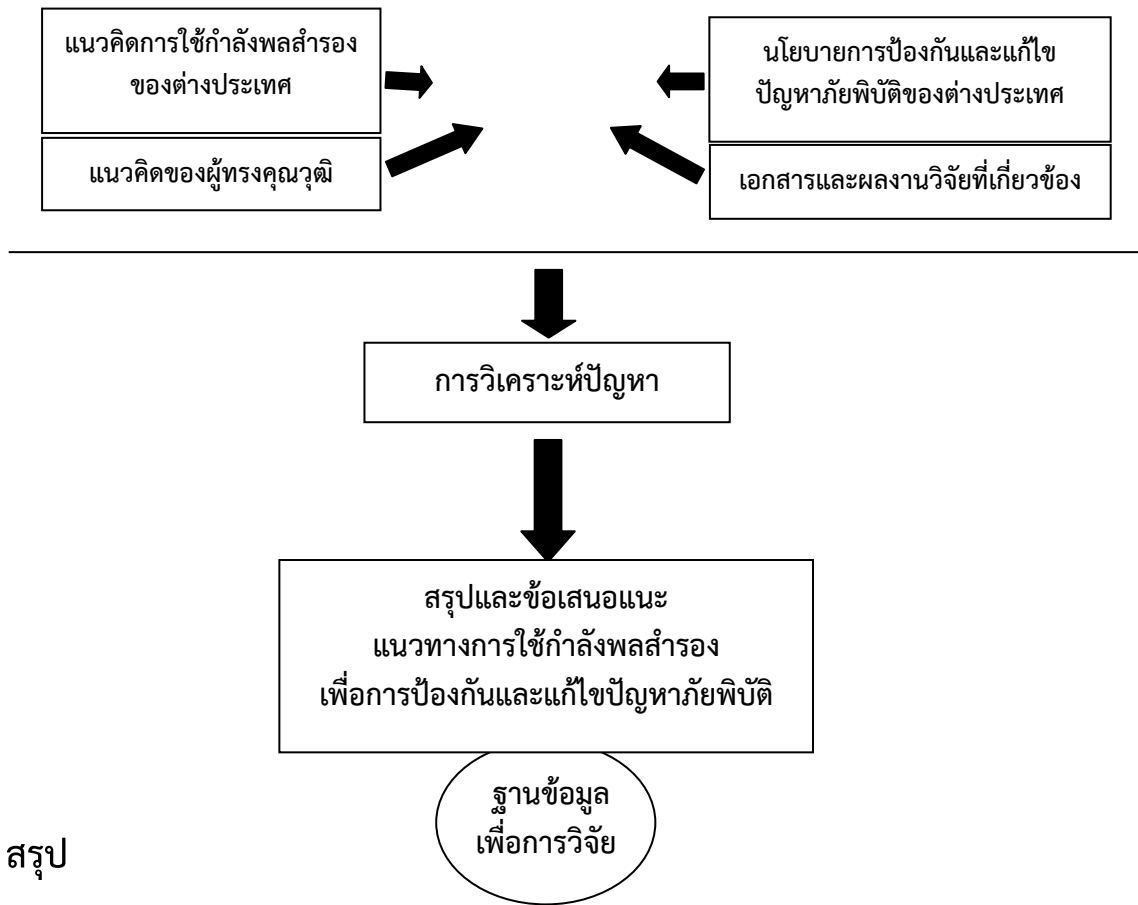 แนวคิดการใช้กำลังพลสำรอง
ของต่างประเทศ
นโยบายการป้องกันและแก้ไข
ปัญหาภัยพิบัติของต่างประเทศ
แนวคิดของผู้ทรงคุณวุฒิ
เอกสารและผลงานวิจัยที่เกี่ยวข้อง
การวิเคราะห์ปัญหา
สรุปและข้อเสนอแนะ
แนวทางการใช้กำลังพลสำรอง
เพื่อการป้องกันและแก้ไขปัญหาภัยพิบัติ
ฐานข้อมูล
เพื่อการวิจัย
สรุป